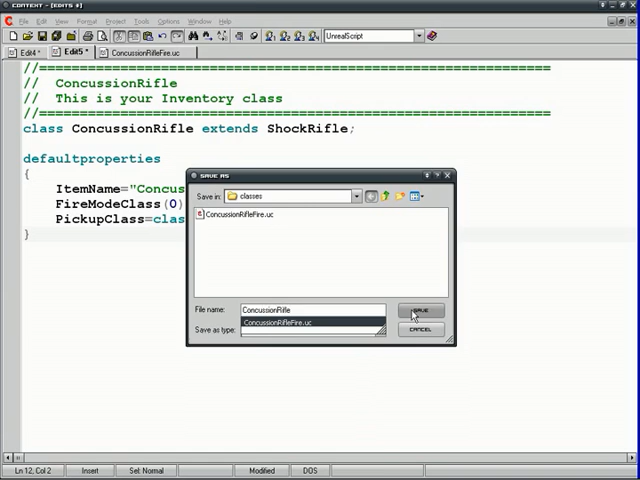 CONTEXT - [EDIT5 *]
File Edit View Format Project Tools Options Window Help
UnrealScript
Edit4 * Edit5 * ConcussionRifleFire.uc
//===============================================================
//  ConcussionRifle
//  This is your Inventory class
//===============================================================
class ConcussionRifle extends ShockRifle;
defaultproperties
{
ItemName="Concus
FireModeClass(0)
PickupClass=clas
}
SAVE AS
Save in: classes
ConcussionRifleFire.uc
File name: ConcussionRifle SAVE
ConcussionRifleFire.uc
Save as type: CANCEL
Ln 12, Col 2 Insert Sel: Normal Modified DOS